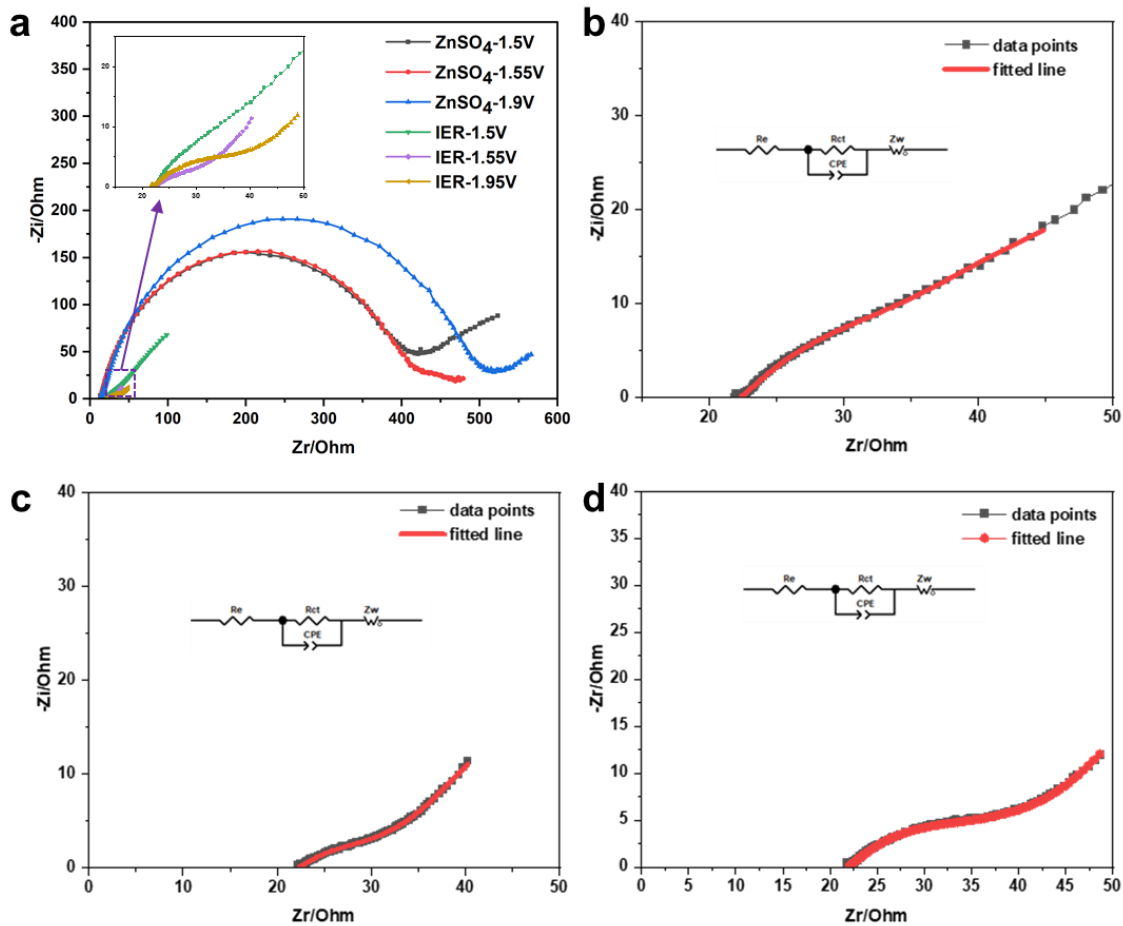 a
400
350
300
250
200
150
100
50
0
-Zi/Ohm
0 100 200 300 400 500 600
Zr/Ohm
20
10
0
20 30 40 50 60
ZnSO4-1.5V
ZnSO4-1.55V
ZnSO4-1.9V
IER-1.5V
IER-1.55V
IER-1.95V
b
40
30
20
10
0
-Zi/Ohm
20 30 40 50
Zr/Ohm
data points
fitted line
Re Rct Zw
CPE
c
40
30
20
10
0
-Zi/Ohm
0 10 20 30 40 50
Zr/Ohm
data points
fitted line
Re Rct Zw
CPE
d
40
35
30
25
20
15
10
5
0
-Zr/Ohm
0 5 10 15 20 25 30 35 40 45 50
Zr/Ohm
data points
fitted line
Re Rct Zw
CPE